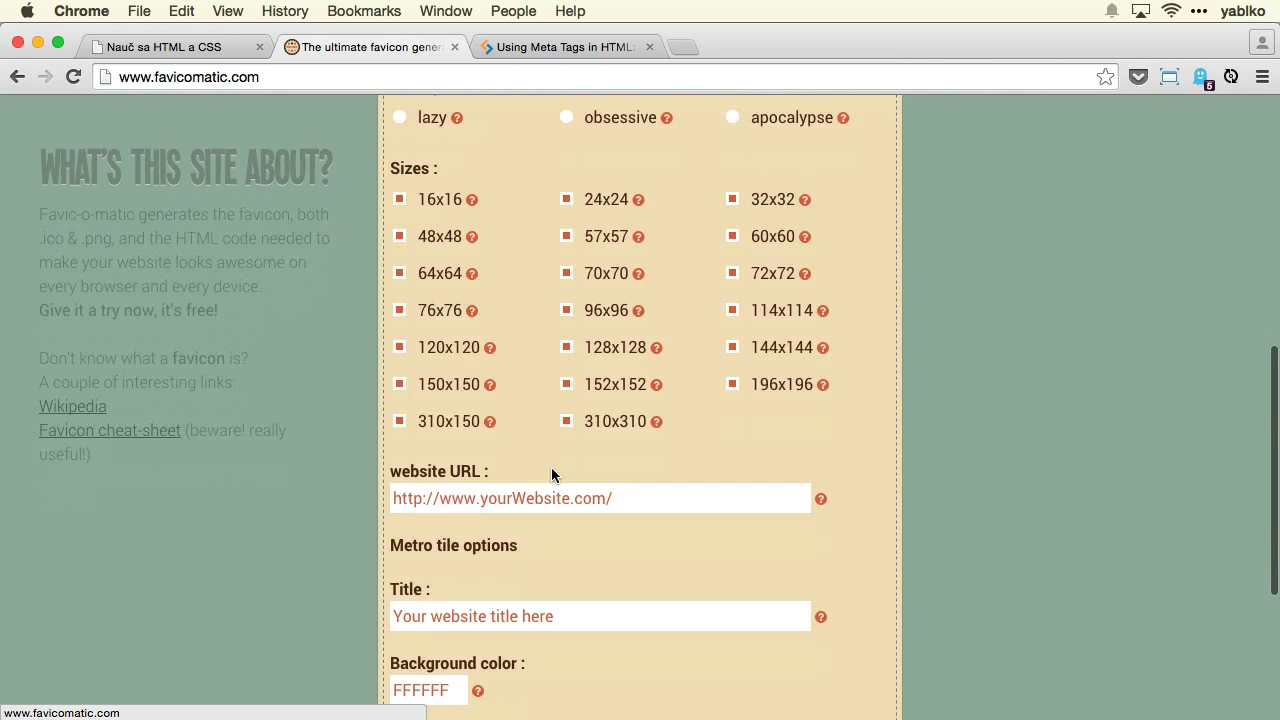 Chrome File Edit View History Bookmarks Window People Help yablko
Nauč sa HTML a CSS
The ultimate favicon gener
Using Meta Tags in HTML:
www.favicomatic.com
5
lazy ? obsessive ? apocalypse ?
WHAT'S THIS SITE ABOUT?
Favic-o-matic generates the favicon, both
.ico & .png, and the HTML code needed to
make your website looks awesome on
every browser and every device.
Give it a try now, it's free!
Don't know what a favicon is?
A couple of interesting links:
Wikipedia
Favicon cheat-sheet (beware! really
useful!)
Sizes :
16x16 ? 24x24 ? 32x32 ?
48x48 ? 57x57 ? 60x60 ?
64x64 ? 70x70 ? 72x72 ?
76x76 ? 96x96 ? 114x114 ?
120x120 ? 128x128 ? 144x144 ?
150x150 ? 152x152 ? 196x196 ?
310x150 ? 310x310 ?
website URL :
http://www.yourWebsite.com/ ?
Metro tile options
Title :
Your website title here ?
Background color :
FFFFFF ?
www.favicomatic.com